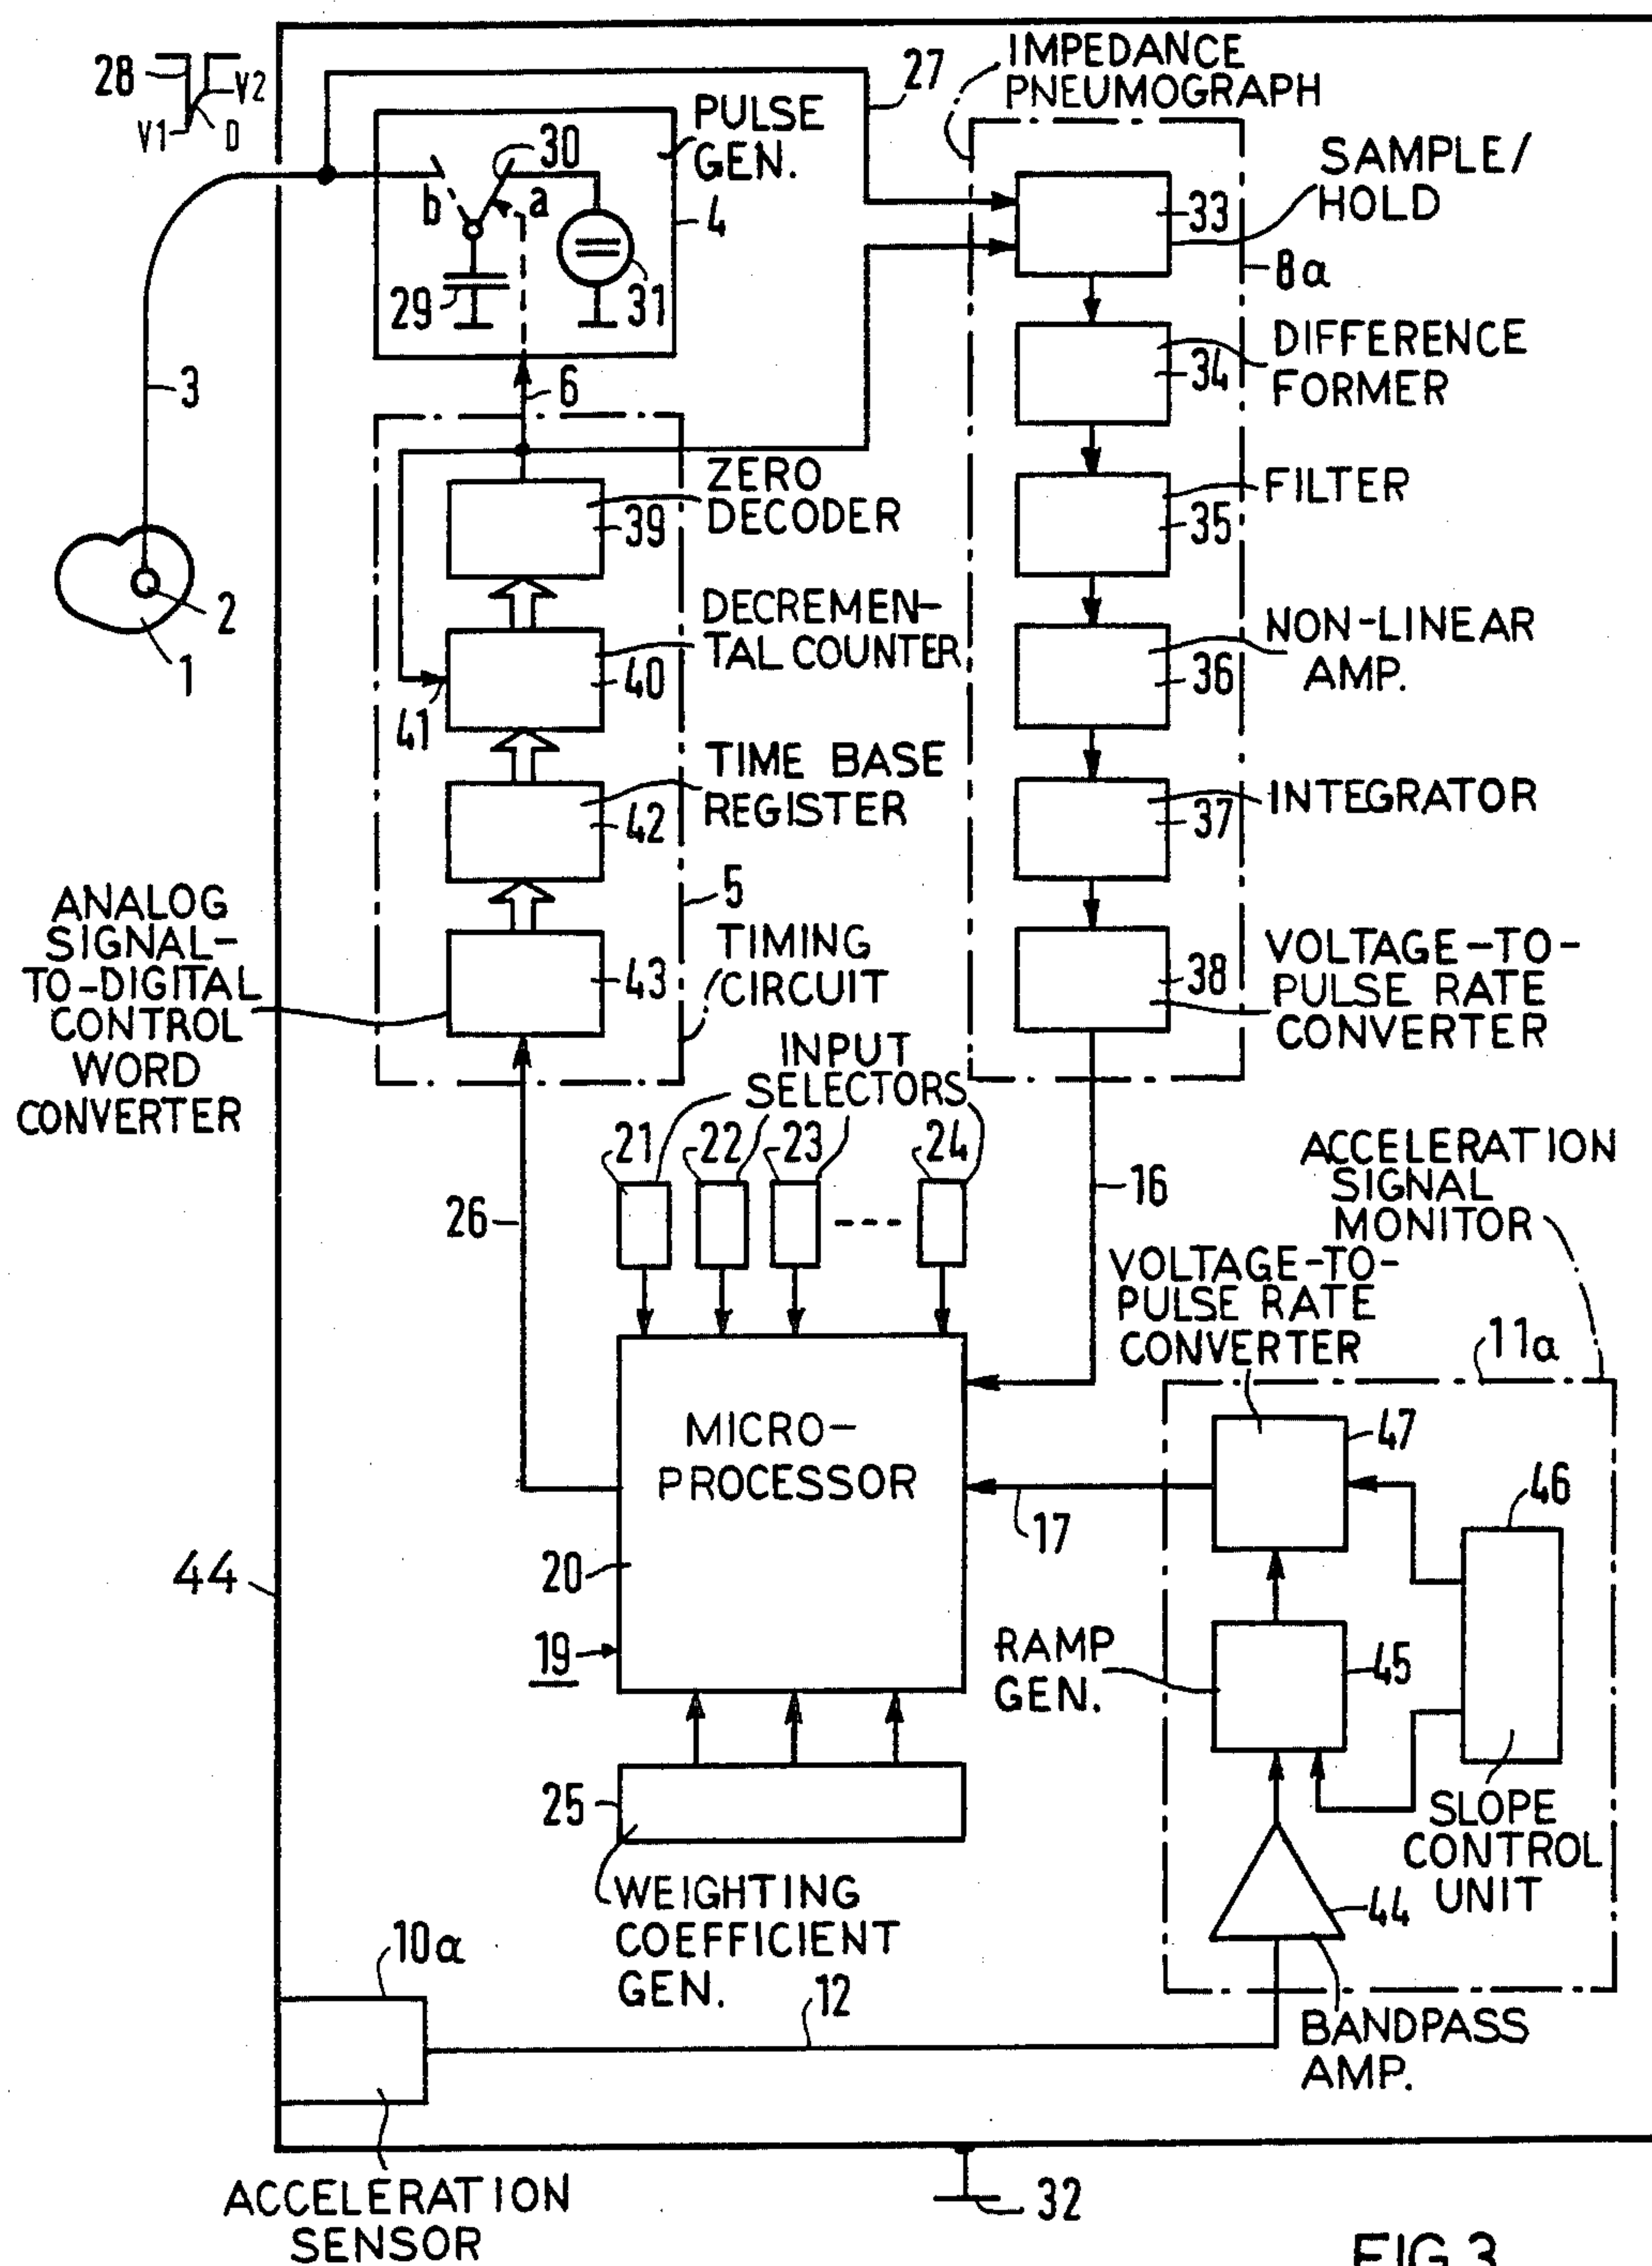 28
V1
D
V2
27
IMPEDANCE
PNEUMOGRAPH
PULSE
GEN.
30
b
a
4
29
31
SAMPLE/
HOLD
33
8a
3
6
DIFFERENCE
FORMER
34
ZERO
DECODER
39
FILTER
35
2
1
DECREMEN-
TAL COUNTER
40
41
NON-LINEAR
AMP.
36
TIME BASE
REGISTER
42
INTEGRATOR
37
5
ANALOG
SIGNAL-
TO-DIGITAL
CONTROL
WORD
CONVERTER
43
TIMING
CIRCUIT
38
VOLTAGE-TO-
PULSE RATE
CONVERTER
INPUT
SELECTORS
21
22
23
24
26
16
ACCELERATION
SIGNAL
MONITOR
VOLTAGE-TO-
PULSE RATE
CONVERTER
11a
MICRO-
PROCESSOR
47
46
17
20
44
19
RAMP
GEN.
45
25
SLOPE
CONTROL
UNIT
WEIGHTING
COEFFICIENT
GEN.
44
10a
12
BANDPASS
AMP.
ACCELERATION
SENSOR
32
FIG 3